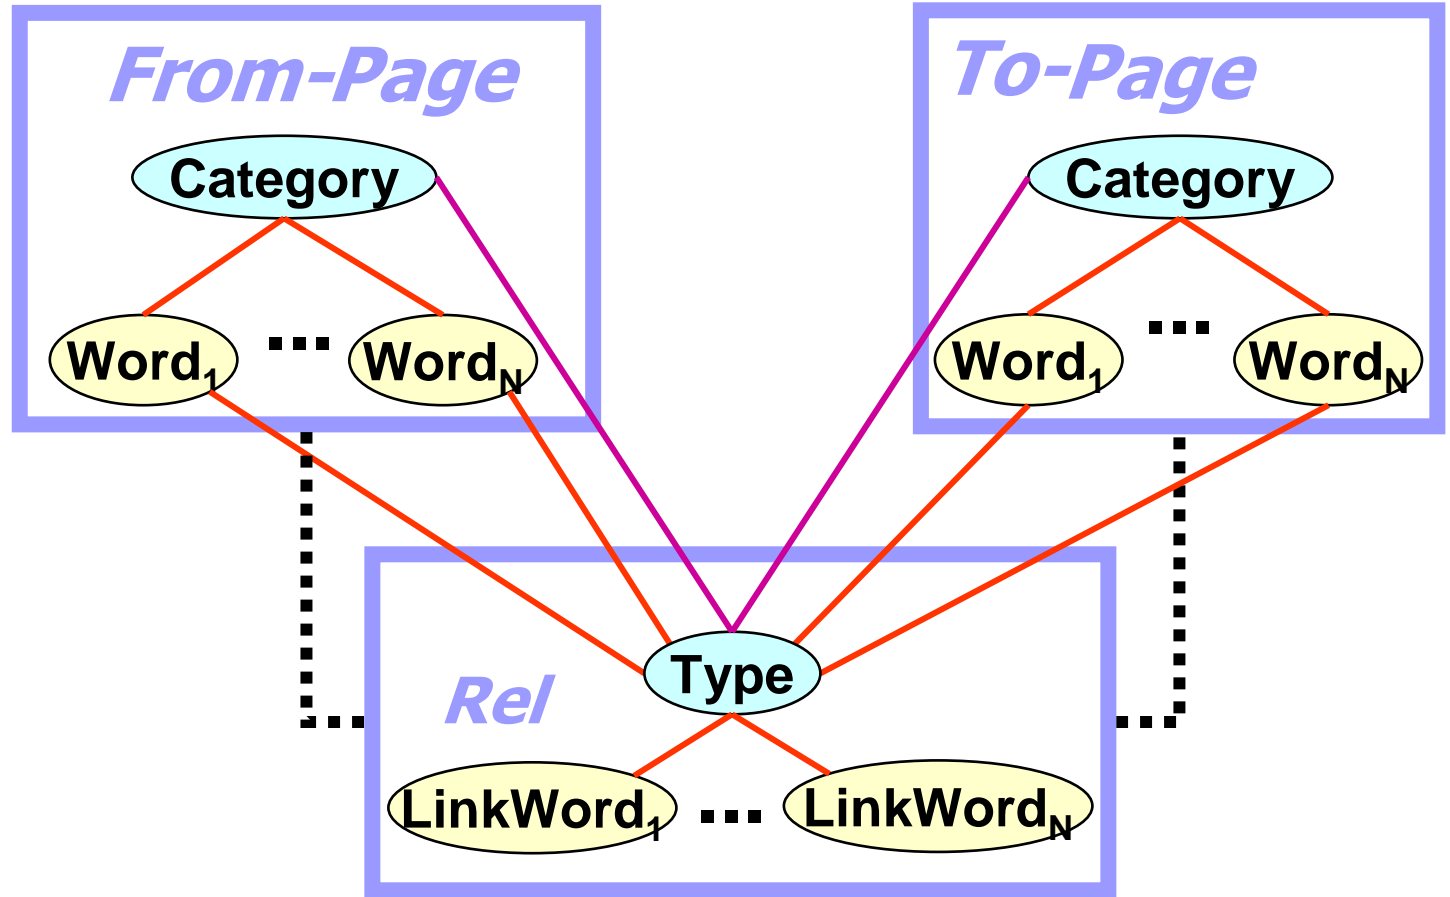 From-Page
To-Page
Category
Category
Word1
...
WordN
Word1
...
WordN
Rel
Type
LinkWord1
...
LinkWordN